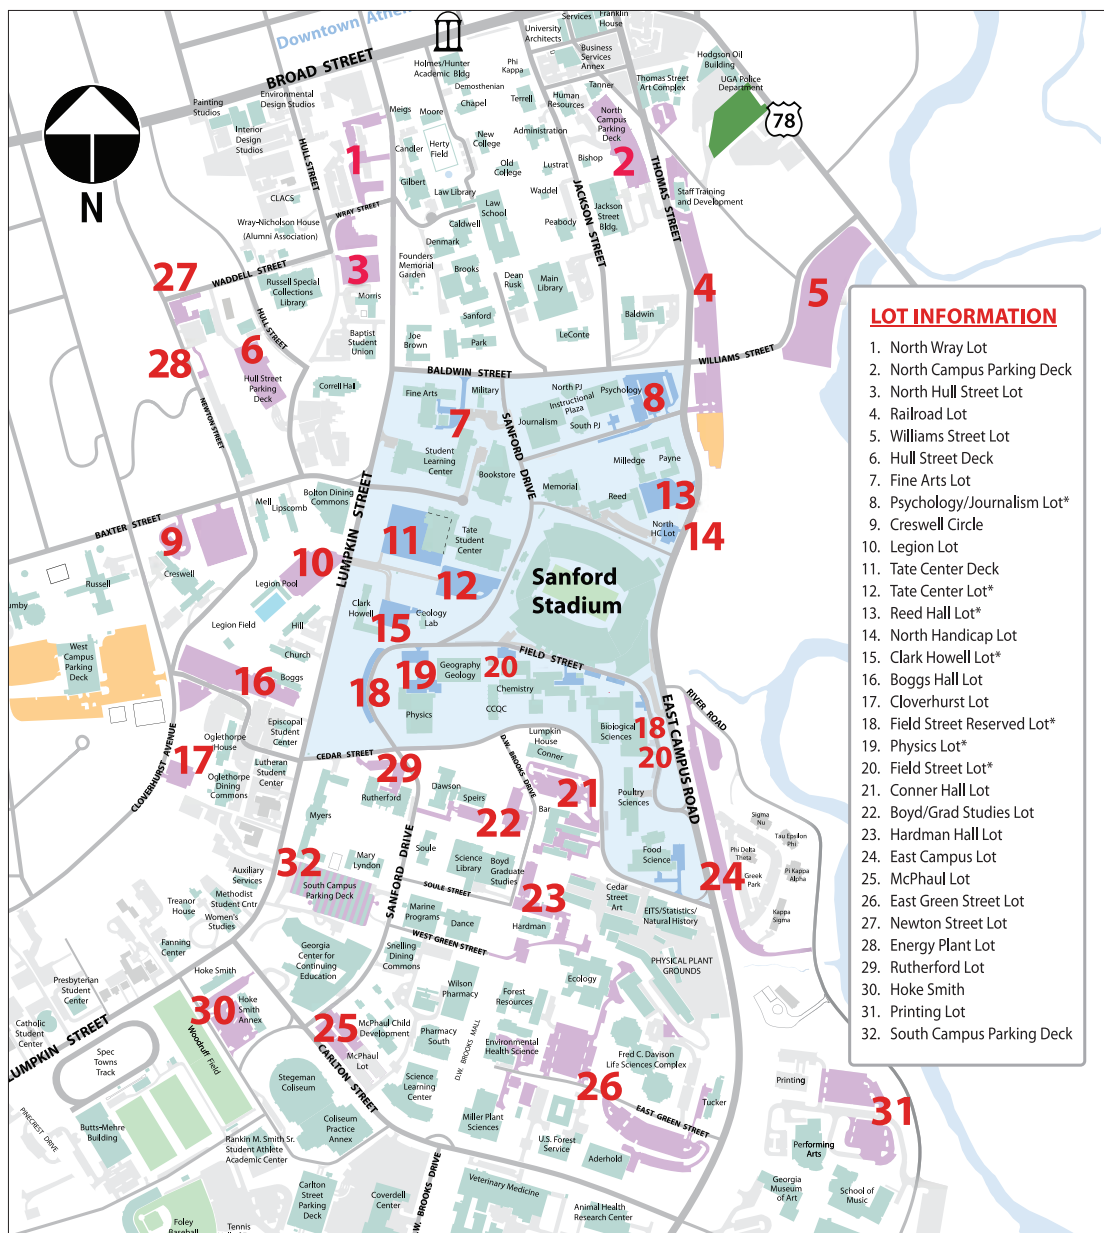 Downtown Athe
BROAD STREET
Holmes/Hunter
Academic Bldg
University
Architects
Services
Franklin
House
Business
Services
Annex
Phi
Kappa
Hodgson Oil
Building
Thomas Street
Art Complex
UGA Police
Department
78
N
Painting
Studios
Environmental
Design Studios
Interior
Design
Studios
HULL STREET
1
Meigs
Moore
Demosthenian
Chapel
Terrell
Human
Resources
Tanner
North
Campus
Parking
Deck
2
Candler
Herty
Field
New
College
Administration
Bishop
Lustrat
Old
College
Gilbert
Law Library
Waddel
Law
School
Caldwell
Peabody
JACKSON STREET
Jackson
Street
Bldg.
THOMAS STREET
Staff Training
and Development
CLACS
WRAY STREET
Wray-Nicholson House
(Alumni Association)
Denmark
Founders
Memorial
Garden
Brooks
Dean
Rusk
Main
Library
3
27
WADDELL STREET
Russell Special
Collections
Library
Morris
4
5
Sanford
Baldwin
LeConte
Park
Joe
Brown
Baptist
Student
Union
HULL STREET
6
28
Hull Street
Parking
Deck
Correll Hall
NEWTON STREET
BALDWIN STREET
WILLIAMS STREET
Fine Arts
Military
North PJ
Instructional
Plaza
Psychology
8
7
Journalism
South PJ
SANFORD DRIVE
Student
Learning
Center
Bookstore
Milledge
Payne
Memorial
Reed
13
North
HC Lot
14
LUMPKIN STREET
Bolton Dining
Commons
Mell
Lipscomb
BAXTER STREET
9
Creswell
Russell
umby
10
Legion Pool
Legion Field
11
Tate
Student
Center
12
Sanford
Stadium
Clark
Howell
Geology
Lab
15
Hill
Church
Boggs
16
West
Campus
Parking
Deck
FIELD STREET
18
19
Geography
Geology
20
Chemistry
CCQC
Physics
Biological
Sciences
18
20
Lumpkin
House
Conner
Episcopal
Student
Center
Oglethorpe
House
17
Oglethorpe
Dining
Commons
Lutheran
Student
Center
CLOVERHURST AVENUE
CEDAR STREET
D.W. BROOKS DRIVE
EAST CAMPUS ROAD
RIVER ROAD
29
Rutherford
Dawson
Speirs
21
Bar
22
Poultry
Sciences
Myers
Soule
Science
Library
Boyd
Graduate
Studies
Food
Science
Sigma
Nu
Tau Epsilon
Phi
Phi Delta
Theta
Pi Kappa
Alpha
Greek
Park
Kappa
Sigma
24
32
Mary
Lyndon
South Campus
Parking Deck
SANFORD DRIVE
SOULE STREET
Auxiliary
Services
Methodist
Student Cntr
Treanor
House
Women's
Studies
Fanning
Center
Marine
Programs
Dance
23
Hardman
WEST GREEN STREET
Cedar
Street
Art
EITS/Statistics/
Natural History
PHYSICAL PLANT
GROUNDS
Georgia
Center for
Continuing
Education
Snelling
Dining
Commons
Hoke Smith
Hoke
Smith
Annex
30
Presbyterian
Student
Center
Catholic
Student
Center
LUMPKIN STREET
Woodruff Field
Spec
Towns
Track
Wilson
Pharmacy
Forest
Resources
Ecology
25
McPhaul Child
Development
McPhaul
Lot
CARLTON STREET
Pharmacy
South
D.W. BROOKS MALL
Environmental
Health Science
Fred C. Davison
Life Sciences Complex
26
EAST GREEN STREET
Stegeman
Coliseum
Science
Learning
Center
Coliseum
Practice
Annex
Miller Plant
Sciences
Tucker
U.S. Forest
Service
Aderhold
PINECREST DRIVE
Butts-Mehre
Building
Rankin M. Smith Sr.
Student Athlete
Academic Center
Carlton
Street
Parking
Deck
Coverdell
Center
D.W. BROOKS DRIVE
Veterinary Medicine
Animal Health
Research Center
Foley
Baseball
Tennis
Printing
31
Performing
Arts
Georgia
Museum
of Art
School of
Music
LOT INFORMATION
1. North Wray Lot
2. North Campus Parking Deck
3. North Hull Street Lot
4. Railroad Lot
5. Williams Street Lot
6. Hull Street Deck
7. Fine Arts Lot
8. Psychology/Journalism Lot*
9. Creswell Circle
10. Legion Lot
11. Tate Center Deck
12. Tate Center Lot*
13. Reed Hall Lot*
14. North Handicap Lot
15. Clark Howell Lot*
16. Boggs Hall Lot
17. Cloverhurst Lot
18. Field Street Reserved Lot*
19. Physics Lot*
20. Field Street Lot*
21. Conner Hall Lot
22. Boyd/Grad Studies Lot
23. Hardman Hall Lot
24. East Campus Lot
25. McPhaul Lot
26. East Green Street Lot
27. Newton Street Lot
28. Energy Plant Lot
29. Rutherford Lot
30. Hoke Smith
31. Printing Lot
32. South Campus Parking Deck